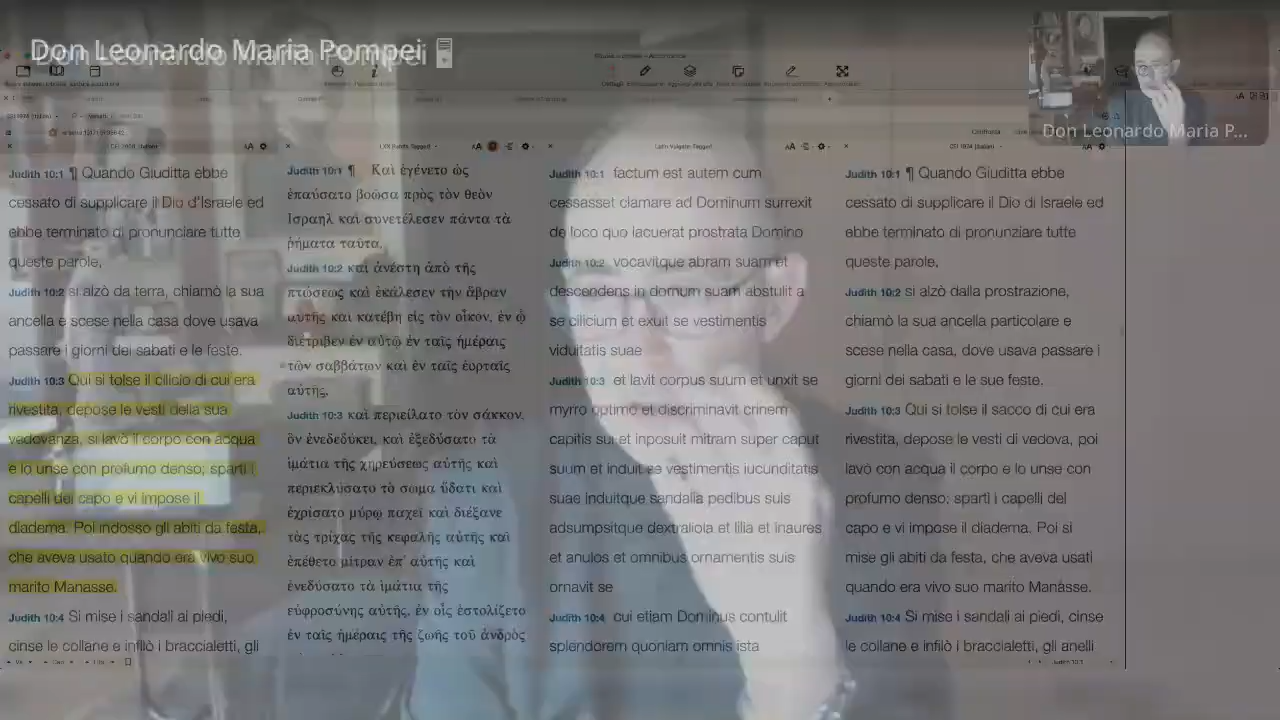 Don Leonardo Maria Pompei
Don Leonardo Maria P...
Judith 10:1 ¶ Quando Giuditta ebbe
cessato di supplicare il Dio d'Israele ed
ebbe terminato di pronunciare tutte
queste parole,
Judith 10:2 si alzò da terra, chiamò la sua
ancella e scese nella casa dove usava
passare i giorni dei sabati e le feste.
Judith 10:3 Qui si tolse il cilicio di cui era
rivestita, depose le vesti della sua
vedovanza, si lavò il corpo con acqua
e lo unse con profumo denso; spartì i
capelli del capo e vi impose il
diadema. Poi indossò gli abiti da festa,
che aveva usato quando era vivo suo
marito Manasse.
Judith 10:4 Si mise i sandali ai piedi,
cinse le collane e infilò i braccialetti, gli
LXX Rahlfs Tagged
Judith 10:1 ¶ Καὶ ἐγένετο ὡς
ἐπαύσατο βοῶσα πρὸς τὸν θεὸν
Ισραηλ καὶ συνετέλεσεν πάντα τὰ
ῥήματα ταῦτα,
Judith 10:2 καὶ ἀνέστη ἀπὸ τῆς
πτώσεως καὶ ἐκάλεσεν τὴν ἅβραν
αὐτῆς καὶ κατέβη εἰς τὸν οἶκον, ἐν ᾧ
διέτριβεν ἐν αὐτῷ ἐν ταῖς ἡμέραις
τῶν σαββάτων καὶ ἐν ταῖς ἑορταῖς
αὐτῆς,
Judith 10:3 καὶ περιείλατο τὸν σάκκον,
ὃν ἐνεδεδύκει, καὶ ἐξεδύσατο τὰ
ἱμάτια τῆς χηρεύσεως αὐτῆς καὶ
περιεκλύσατο τὸ σῶμα ὕδατι καὶ
ἐχρίσατο μύρῳ παχεῖ καὶ διέξανε
τὰς τρίχας τῆς κεφαλῆς αὐτῆς καὶ
ἐπέθετο μίτραν ἐπ᾽ αὐτῆς καὶ
ἐνεδύσατο τὰ ἱμάτια τῆς
εὐφροσύνης αὐτῆς, ἐν οἷς ἐστολίζετο
ἐν ταῖς ἡμέραις τῆς ζωῆς τοῦ ἀνδρὸς
Latin Vulgate Tagged
Judith 10:1 factum est autem cum
cessasset clamare ad Dominum surrexit
de loco quo iacuerat prostrata Domino
Judith 10:2 vocavitque abram suam et
descendens in domum suam abstulit a
se cilicium et exuit se vestimentis
viduitatis suae
Judith 10:3 et lavit corpus suum et unxit se
myrro optimo et discriminavit crinem
capitis sui et inposuit mitram super caput
suum et induit se vestimentis iucunditatis
suae induitque sandalia pedibus suis
adsumpsitque dextraliola et lilia et inaures
et anulos et omnibus ornamentis suis
ornavit se
Judith 10:4 cui etiam Dominus contulit
splendorem quoniam omnis ista
Judith 10:1 ¶ Quando Giuditta ebbe
cessato di supplicare il Dio di Israele ed
ebbe terminato di pronunziare tutte
queste parole,
Judith 10:2 si alzò dalla prostrazione,
chiamò la sua ancella particolare e
scese nella casa, dove usava passare i
giorni dei sabati e le sue feste.
Judith 10:3 Qui si tolse il sacco di cui era
rivestita, depose le vesti di vedova, poi
lavò con acqua il corpo e lo unse con
profumo denso; spartì i capelli del
capo e vi impose il diadema. Poi si
mise gli abiti da festa, che aveva usati
quando era vivo suo marito Manàsse.
Judith 10:4 Si mise i sandali ai piedi, cinse
le collane e infilò i braccialetti, gli anelli